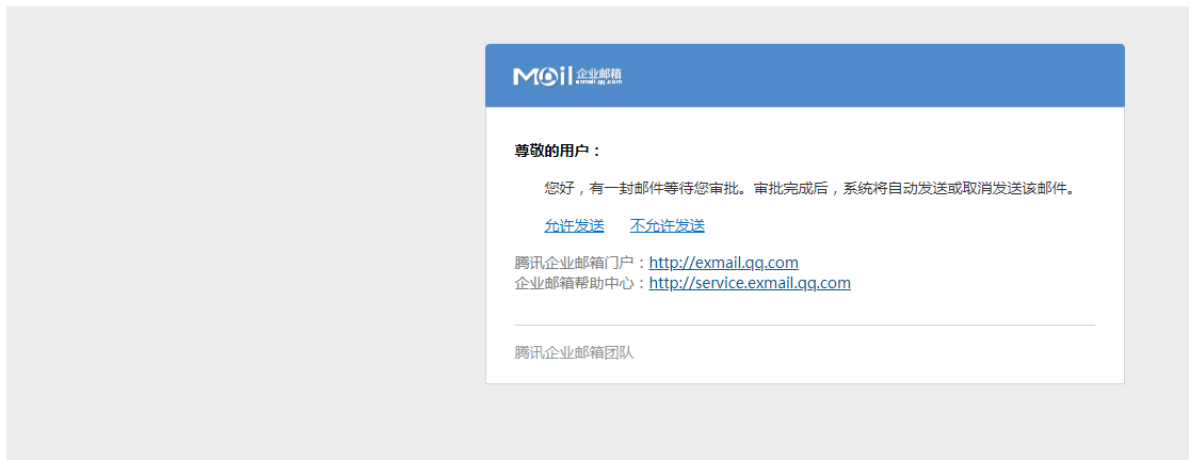 Mail 企业邮箱
exmail.qq.com
尊敬的用户：
您好，有一封邮件等待您审批。审批完成后，系统将自动发送或取消发送该邮件。
允许发送 不允许发送
腾讯企业邮箱门户：http://exmail.qq.com
企业邮箱帮助中心：http://service.exmail.qq.com
腾讯企业邮箱团队